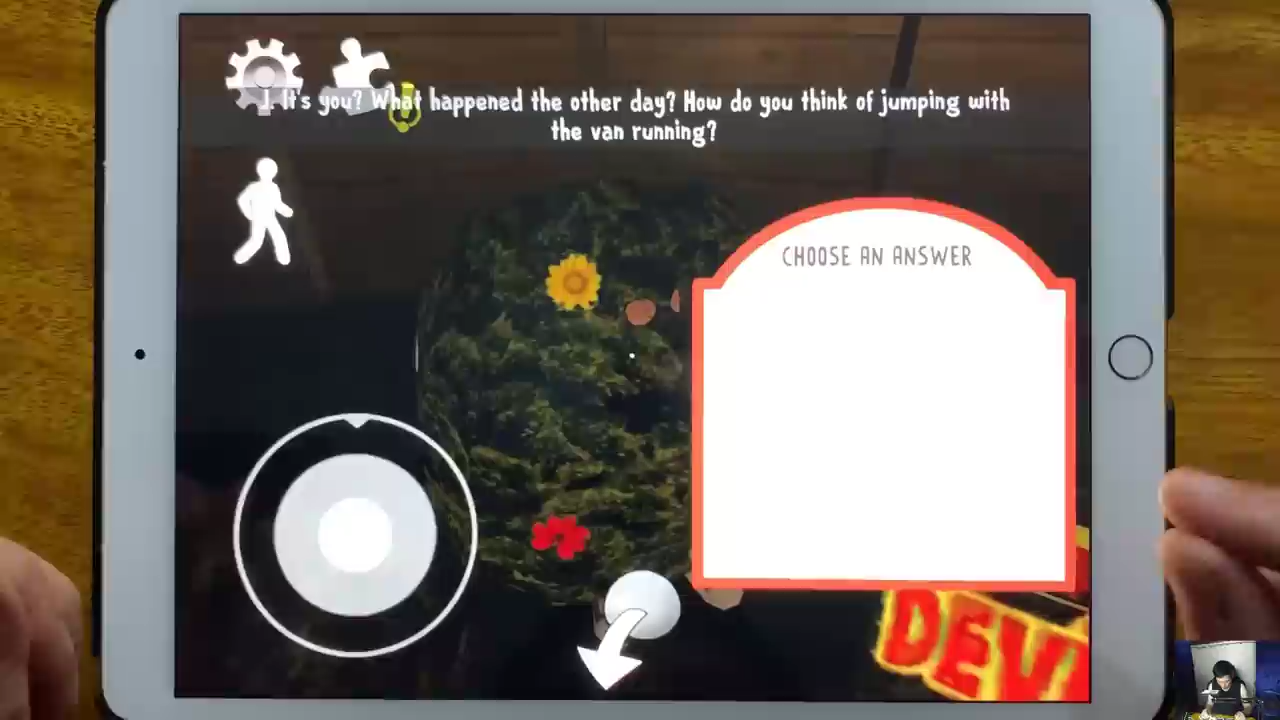 J. It's you? What happened the other day? How do you think of jumping with
the van running?
CHOOSE AN ANSWER